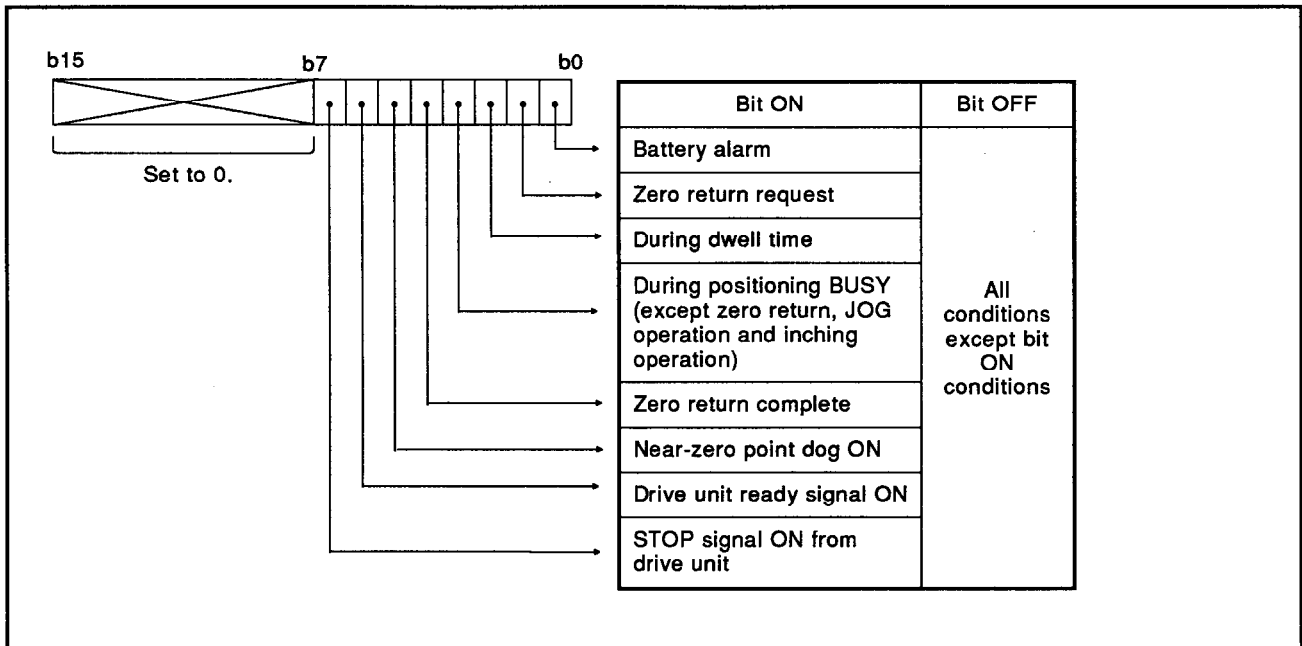 b15
b7
b0
Set to 0.
Bit ON
Bit OFF
Battery alarm
Zero return request
During dwell time
During positioning BUSY
(except zero return, JOG
operation and inching
operation)
Zero return complete
Near-zero point dog ON
Drive unit ready signal ON
STOP signal ON from
drive unit
All
conditions
except bit
ON
conditions